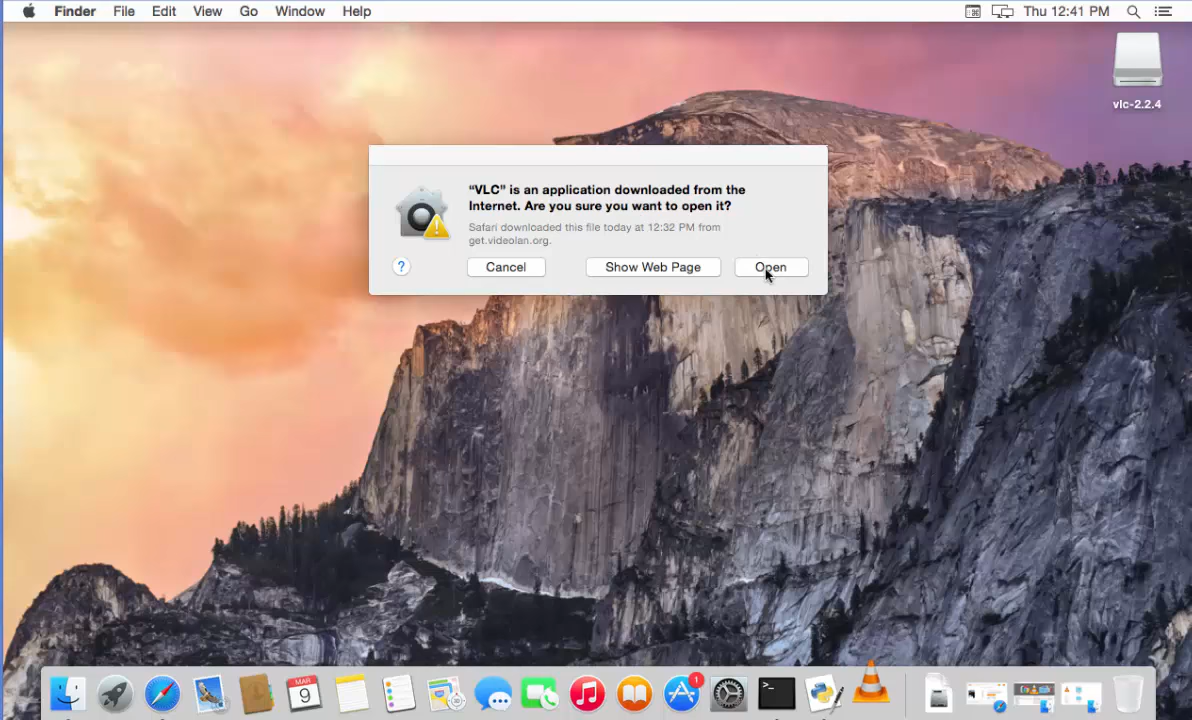 Finder File Edit View Go Window Help Thu 12:41 PM
vlc-2.2.4
“VLC” is an application downloaded from the
Internet. Are you sure you want to open it?
Safari downloaded this file today at 12:32 PM from
get.videolan.org.
? Cancel Show Web Page Open
MAR
9
1
>_